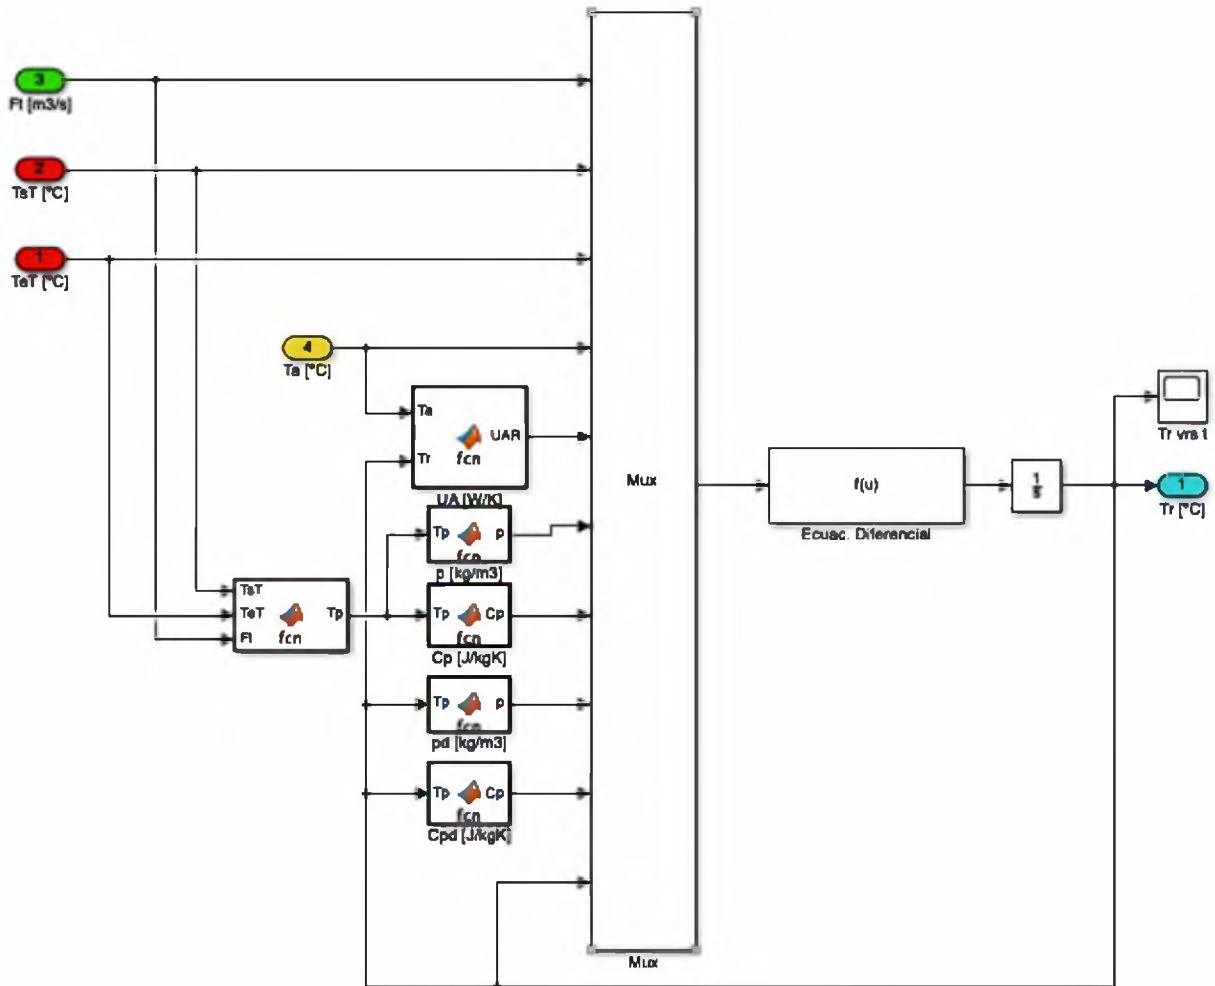 3
Ft [m3/s]
2
TsT [°C]
1
TeT [°C]
4
Ta [°C]
Ta
Tr
UAR
fcn
UA [W/K]
Tp
p
fcn
p [kg/m3]
TsT
TeT
Ft
Tp
fcn
Tp
Cp
fcn
Cp [J/kgK]
Tp
p
fcn
pd [kg/m3]
Tp
Cp
fcn
Cpd [J/kgK]
Mux
Mux
f(u)
Ecuac. Diferencial
1
s
Tr vrs t
1
Tr [°C]